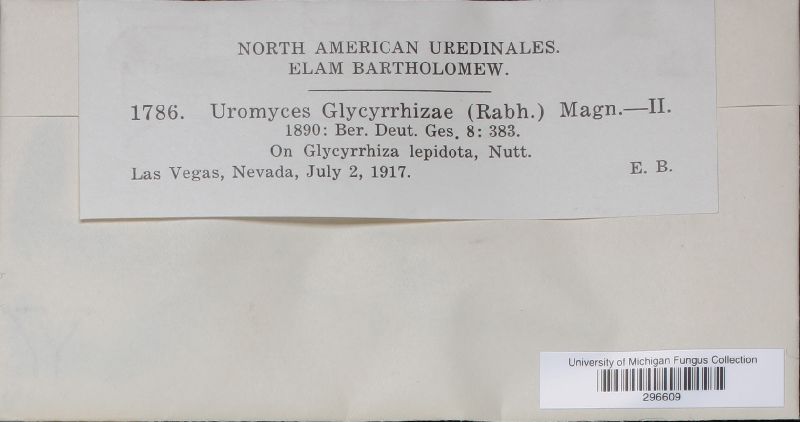 NORTH AMERICAN UREDINALES.
ELAM BARTHOLOMEW.
1786. Uromyces Glycyrrhizae (Rabh.) Magn.—II.
1890: Ber. Deut. Ges. 8: 383.
On Glycyrrhiza lepidota, Nutt.
Las Vegas, Nevada, July 2, 1917. E. B.
University of Michigan Fungus Collection
296609